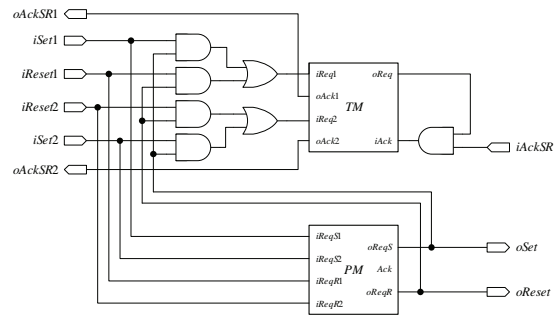 oAckSR1
iSet1
iReset1
iReset2
iSet2
oAckSR2
iReq1
oReq
oAck1
TM
iReq2
oAck2
iAck
iAckSR
iReqS1
oReqS
oSet
iReqS2
PM
Ack
iReqR1
oReqR
oReset
iReqR2